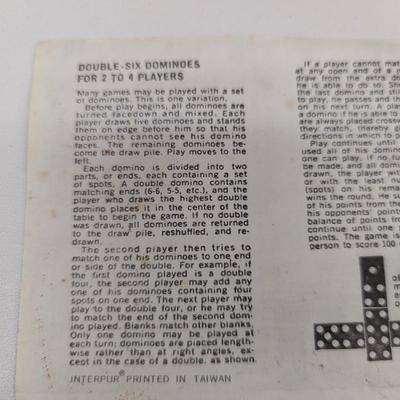 DOUBLE-SIX DOMINOES
FOR 2 TO 4 PLAYERS
Many games may be played with a set
of dominoes. This is one variation.
Before play begins, all dominoes are
turned facedown and mixed. Each
player draws five dominoes and stands
them on edge before him so that his
opponents cannot see his domino
faces. The remaining dominoes be-
come the draw pile. Play moves to the
left.
Each domino is divided into two
parts, or ends, each containing a set
of spots. A double domino contains
matching ends (6-6, 5-5, etc.), and the
player who draws the highest double
domino places it in the center of the
table to begin the game. If no double
was drawn, all dominoes are returned
to the draw pile, reshuffled, and re-
drawn.
The second player then tries to
match one of his dominoes to one end
or side of the double. For example, if
the first domino played is a double
four, the second player may add any
one of his dominoes containing four
spots on one end. The next player may
play to the double four, or he may try
to match the end of the second dom-
ino played. Blanks match other blanks.
Only one domino may be played at
each turn; dominoes are placed length-
wise rather than at right angles, ex-
cept in the case of a double, as shown
INTERPUR® PRINTED IN TAIWAN
If a player cannot mat
at any open end of a
draw from the extra do
he is able to do so. Sh
the last domino and still
to play, he passes and th
on his next turn. A play
a domino if he is able to
are always placed cross
they match, thereby
directions in which to p
Play continues until
used all of his domino
one can play. If no fu
be made, and all domin
drawn, the player wit
or with the least nu
(spots) on his rema
wins the round. He sc
of his points from the
his opponents' point
balance of points fro
continue until one
points. The game is
person to score 100